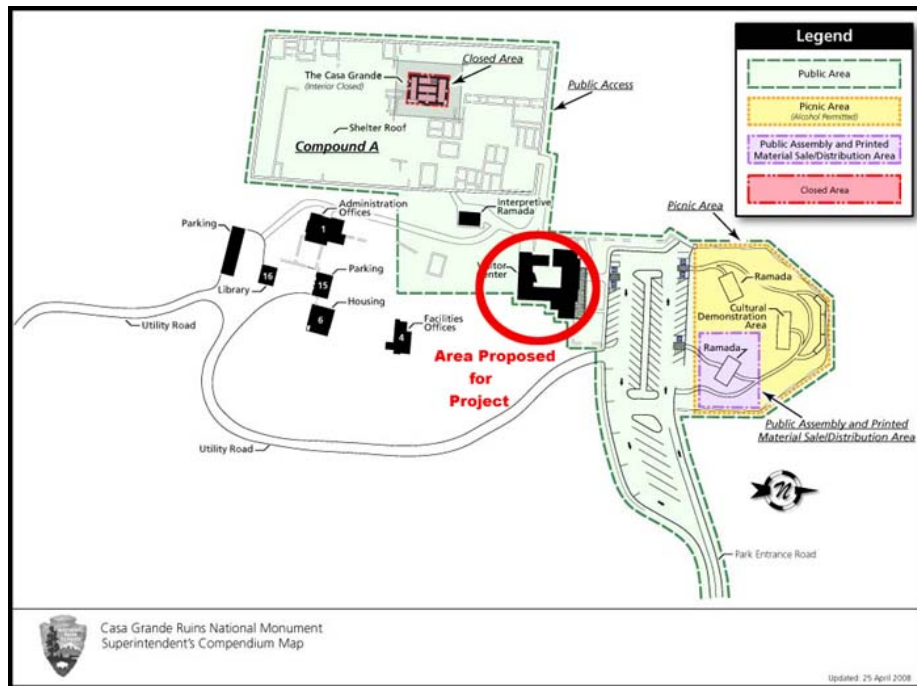 Legend
Public Area
Picnic Area
(Alcohol Permitted)
Public Assembly and Printed
Material Sale/Distribution Area
Closed Area
Closed Area
The Casa Grande
(Interior Closed)
Public Access
Shelter Roof
Compound A
Administration
Offices
1
Interpretive
Ramada
Parking
Picnic Area
16
Library
Parking
15
Visitor
Center
Ramada
Cultural
Demonstration
Area
Housing
6
Facilities
Offices
4
Utility Road
Ramada
Area Proposed
for
Project
Public Assembly and Printed
Material Sale/Distribution Area
Utility Road
N
Park Entrance Road
Casa Grande Ruins National Monument
Superintendent's Compendium Map
Updated: 25 April 2008